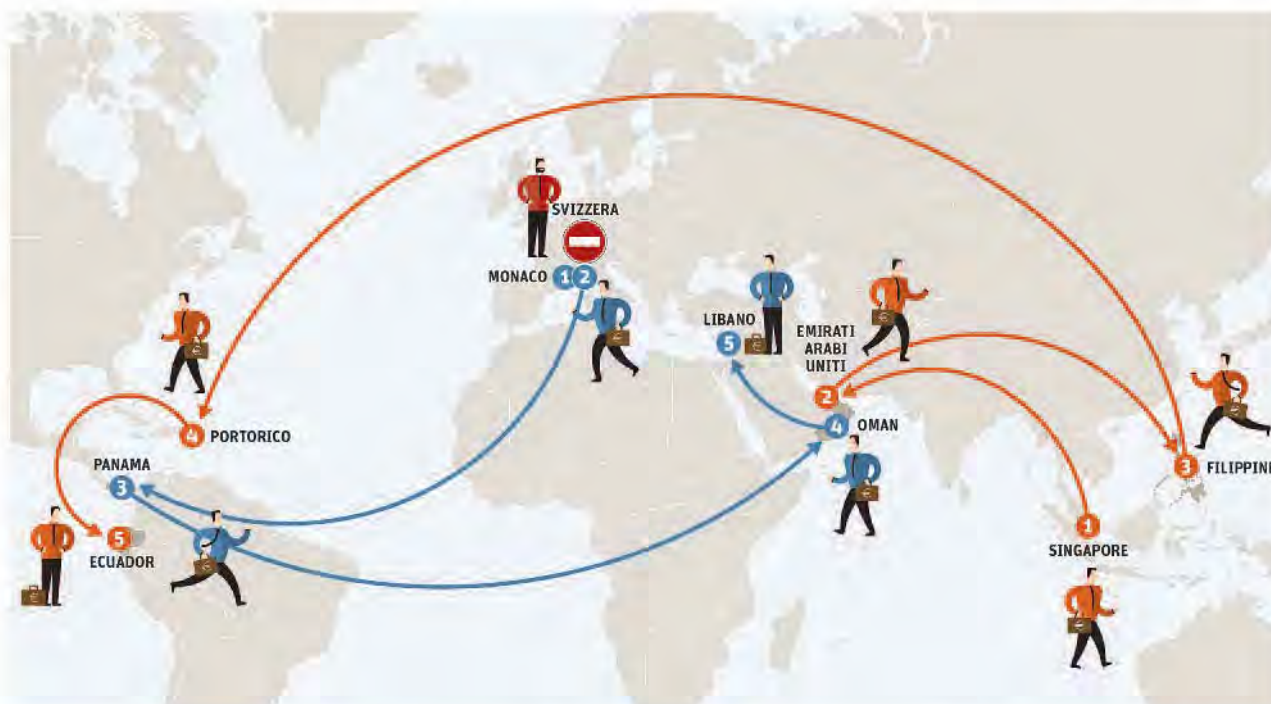 SVIZZERA
MONACO 1 2
LIBANO
5
EMIRATI
ARABI
UNITI
2
4 OMAN
4 PORTORICO
PANAMA
3
5
ECUADOR
3 FILIPPINE
1
SINGAPORE